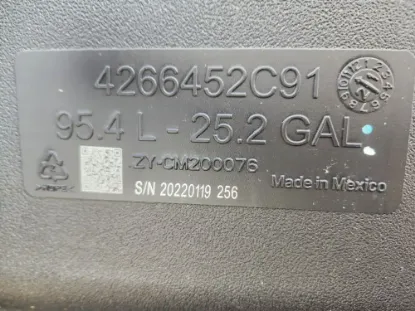 4266452C91
95.4 L - 25.2 GAL
ZY-CM200076
S/N 20220119 256
Made in Mexico